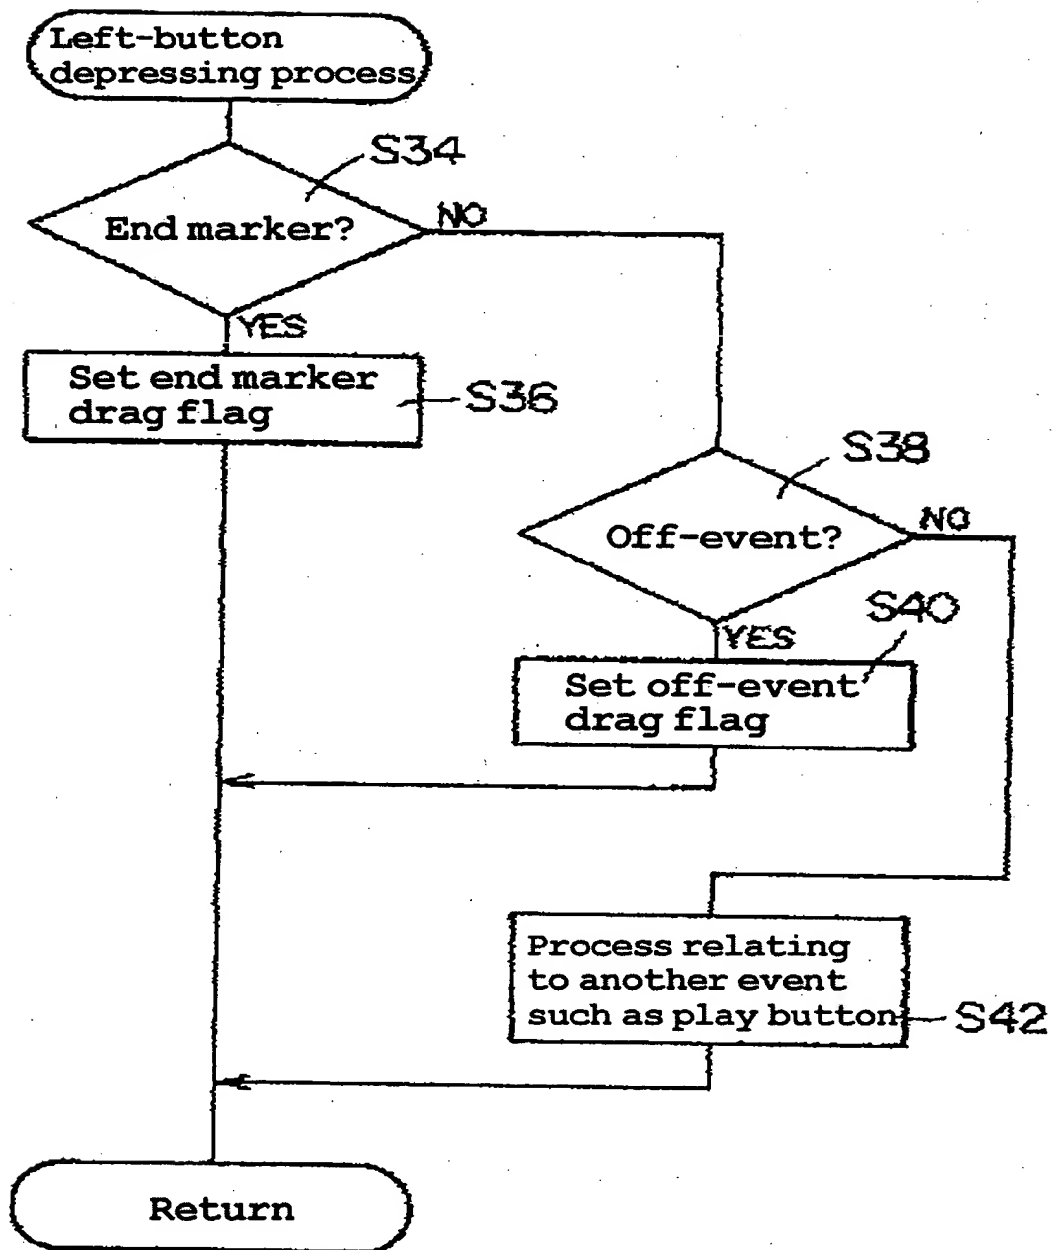 Left-button
depressing process
S34
End marker?
NO
YES
Set end marker
drag flag
S36
S38
Off-event?
NO
S40
YES
Set off-event
drag flag
Process relating
to another event
such as play button
S42
Return